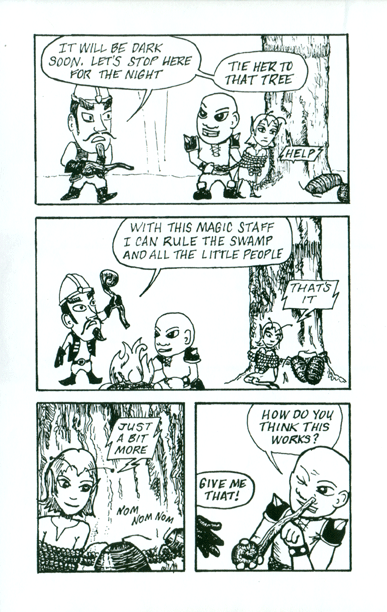 IT WILL BE DARK
SOON. LET'S STOP HERE
FOR THE NIGHT
TIE HER TO
THAT TREE
HELP
WITH THIS MAGIC STAFF
I CAN RULE THE SWAMP
AND ALL THE LITTLE PEOPLE
THAT'S
IT
JUST
A BIT
MORE
NOM
NOM NOM
HOW DO YOU
THINK THIS
WORKS?
GIVE ME
THAT!